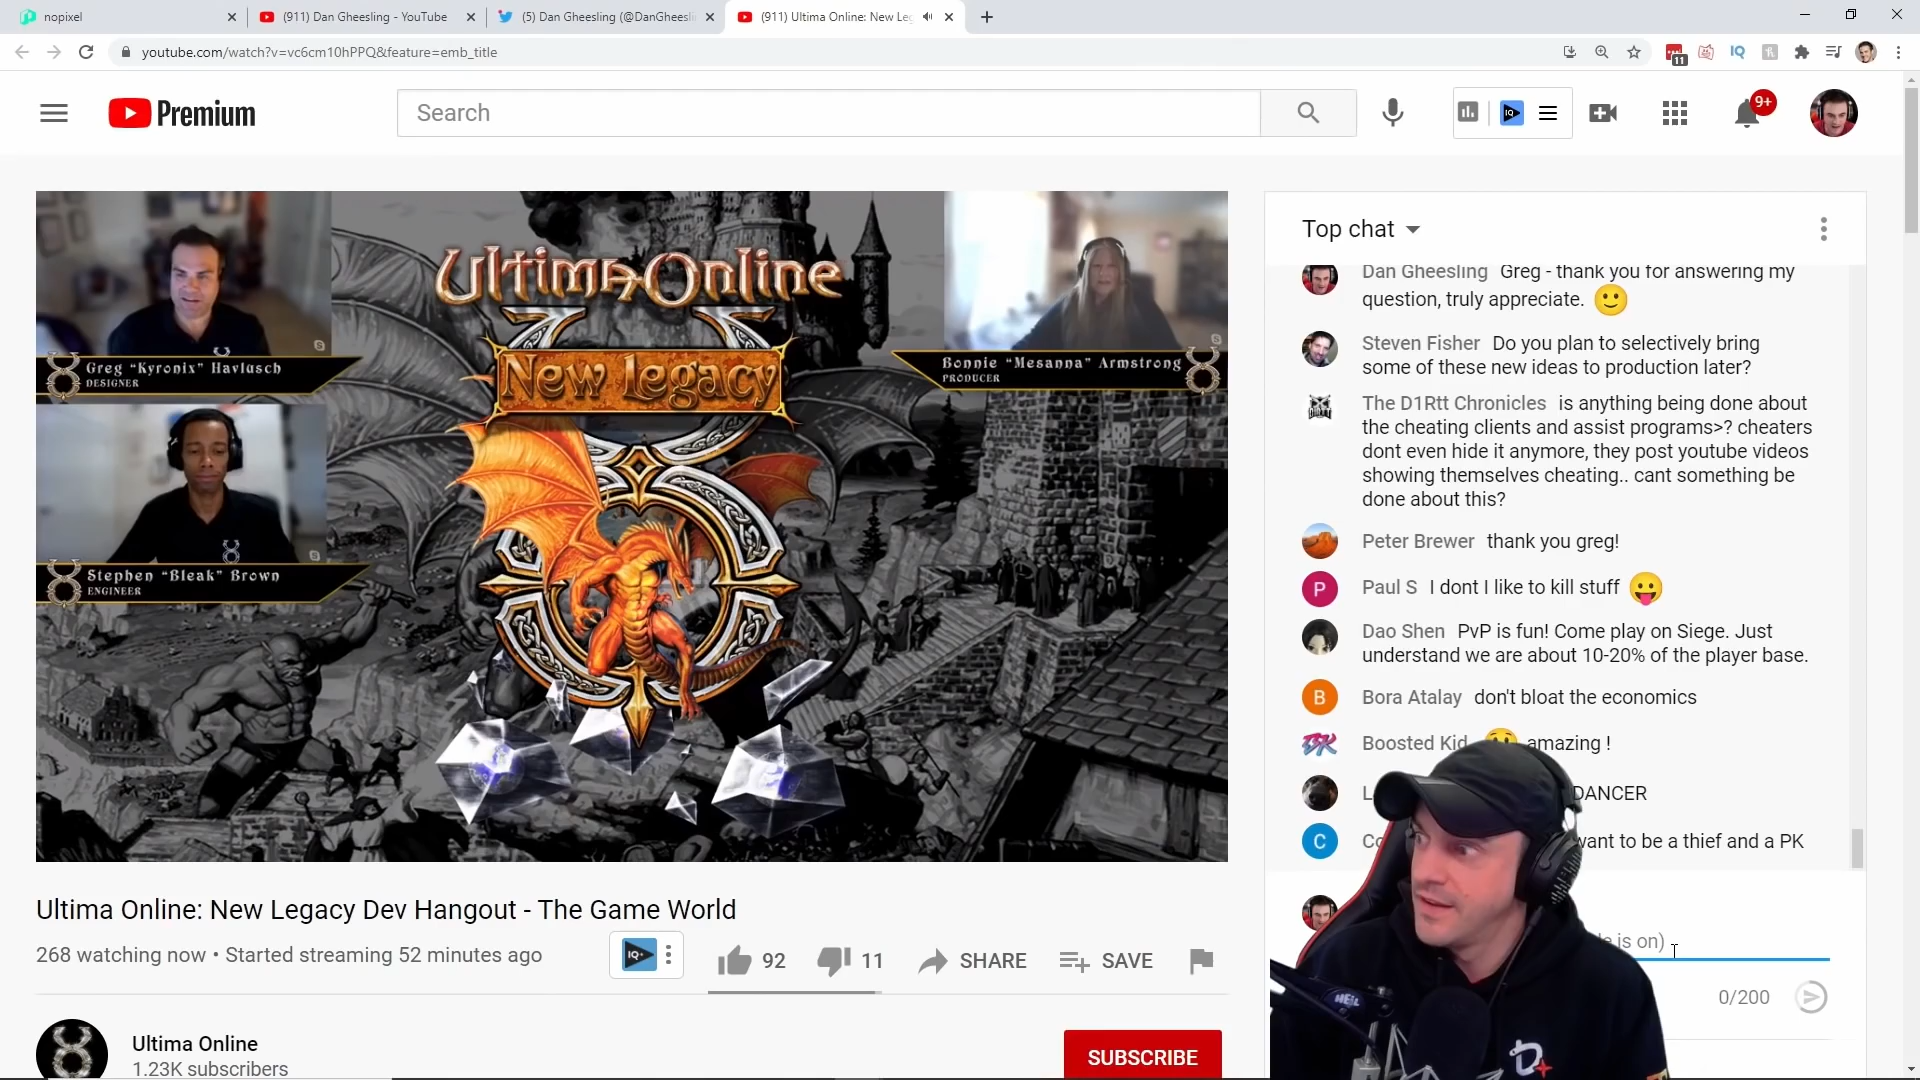 nopixel
(911) Dan Gheesling - YouTube
(5) Dan Gheesling (@DanGheesli
(911) Ultima Online: New Leg
youtube.com/watch?v=vc6cm10hPPQ&feature=emb_title
IQ
11
Premium
Search
IQ
9+
Ultima Online
New Legacy
Greg "Kyronix" Havlusch
DESIGNER
Bonnie "Mesanna" Armstrong
PRODUCER
Stephen "Bleak" Brown
ENGINEER
Top chat
Dan Gheesling Greg - thank you for answering my
question, truly appreciate.
Steven Fisher Do you plan to selectively bring
some of these new ideas to production later?
The D1Rtt Chronicles is anything being done about
the cheating clients and assist programs>? cheaters
dont even hide it anymore, they post youtube videos
showing themselves cheating.. cant something be
done about this?
Peter Brewer thank you greg!
P
Paul S I dont I like to kill stuff
Dao Shen PvP is fun! Come play on Siege. Just
understand we are about 10-20% of the player base.
B
Bora Atalay don't bloat the economics
Boosted Kid amazing !
DANCER
C
want to be a thief and a PK
is on)
0/200
Ultima Online: New Legacy Dev Hangout - The Game World
268 watching now • Started streaming 52 minutes ago
IQ+
92
11
SHARE
SAVE
Ultima Online
1.23K subscribers
SUBSCRIBE
HEIL
D+